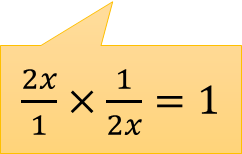 2x/1 × 1/2x = 1